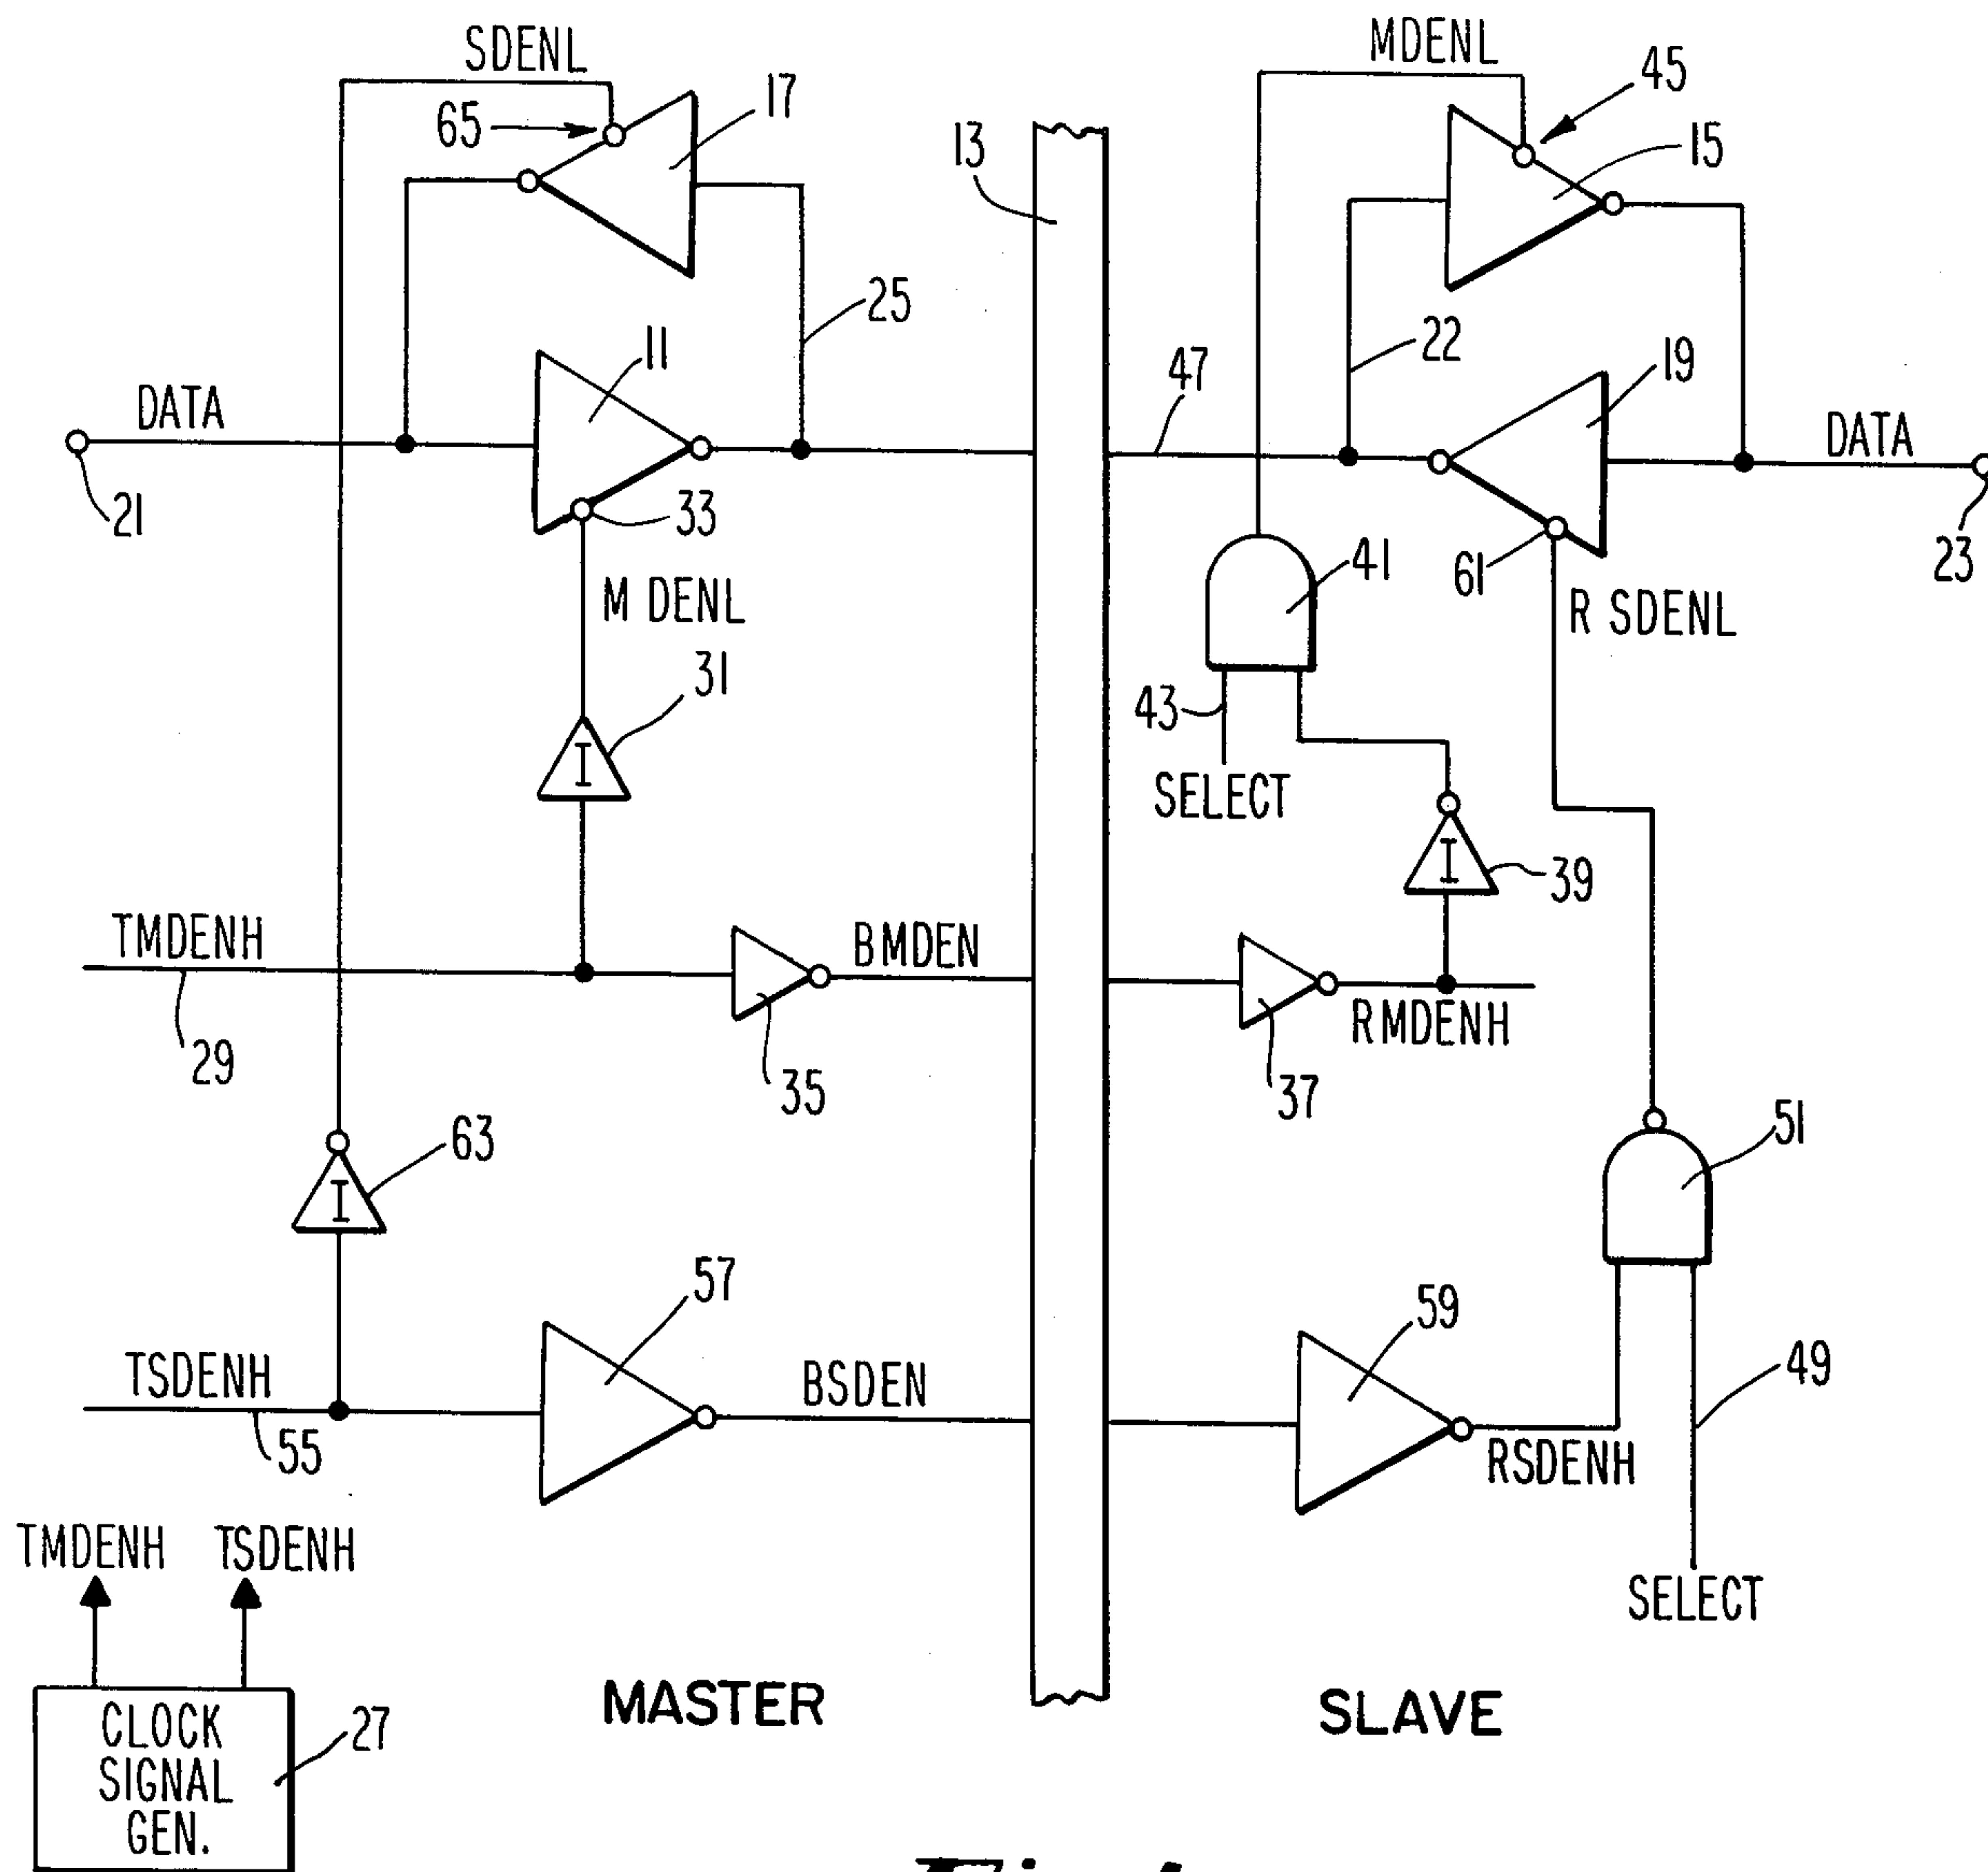 SDENL
MDENL
65
17
45
13
15
25
22
11
47
19
DATA
DATA
21
33
41
61
23
M DENL
R SDENL
31
43
SELECT
I
I
39
TMDENH
BMDEN
RMDENH
29
35
37
63
51
I
57
59
TSDENH
BSDEN
49
55
RSDENH
TMDENH
TSDENH
SELECT
MASTER
SLAVE
CLOCK
SIGNAL
GEN.
27